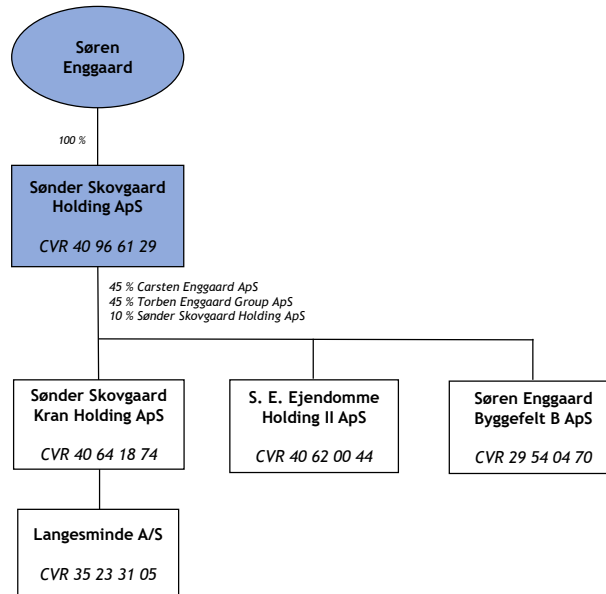 Søren
Enggaard
100 %
Sønder Skovgaard
Holding ApS
CVR 40 96 61 29
45 % Carsten Enggaard ApS
45 % Torben Enggaard Group ApS
10 % Sønder Skovgaard Holding ApS
Sønder Skovgaard
Kran Holding ApS
CVR 40 64 18 74
S. E. Ejendomme
Holding II ApS
CVR 40 62 00 44
Søren Enggaard
Byggefelt B ApS
CVR 29 54 04 70
Langesminde A/S
CVR 35 23 31 05